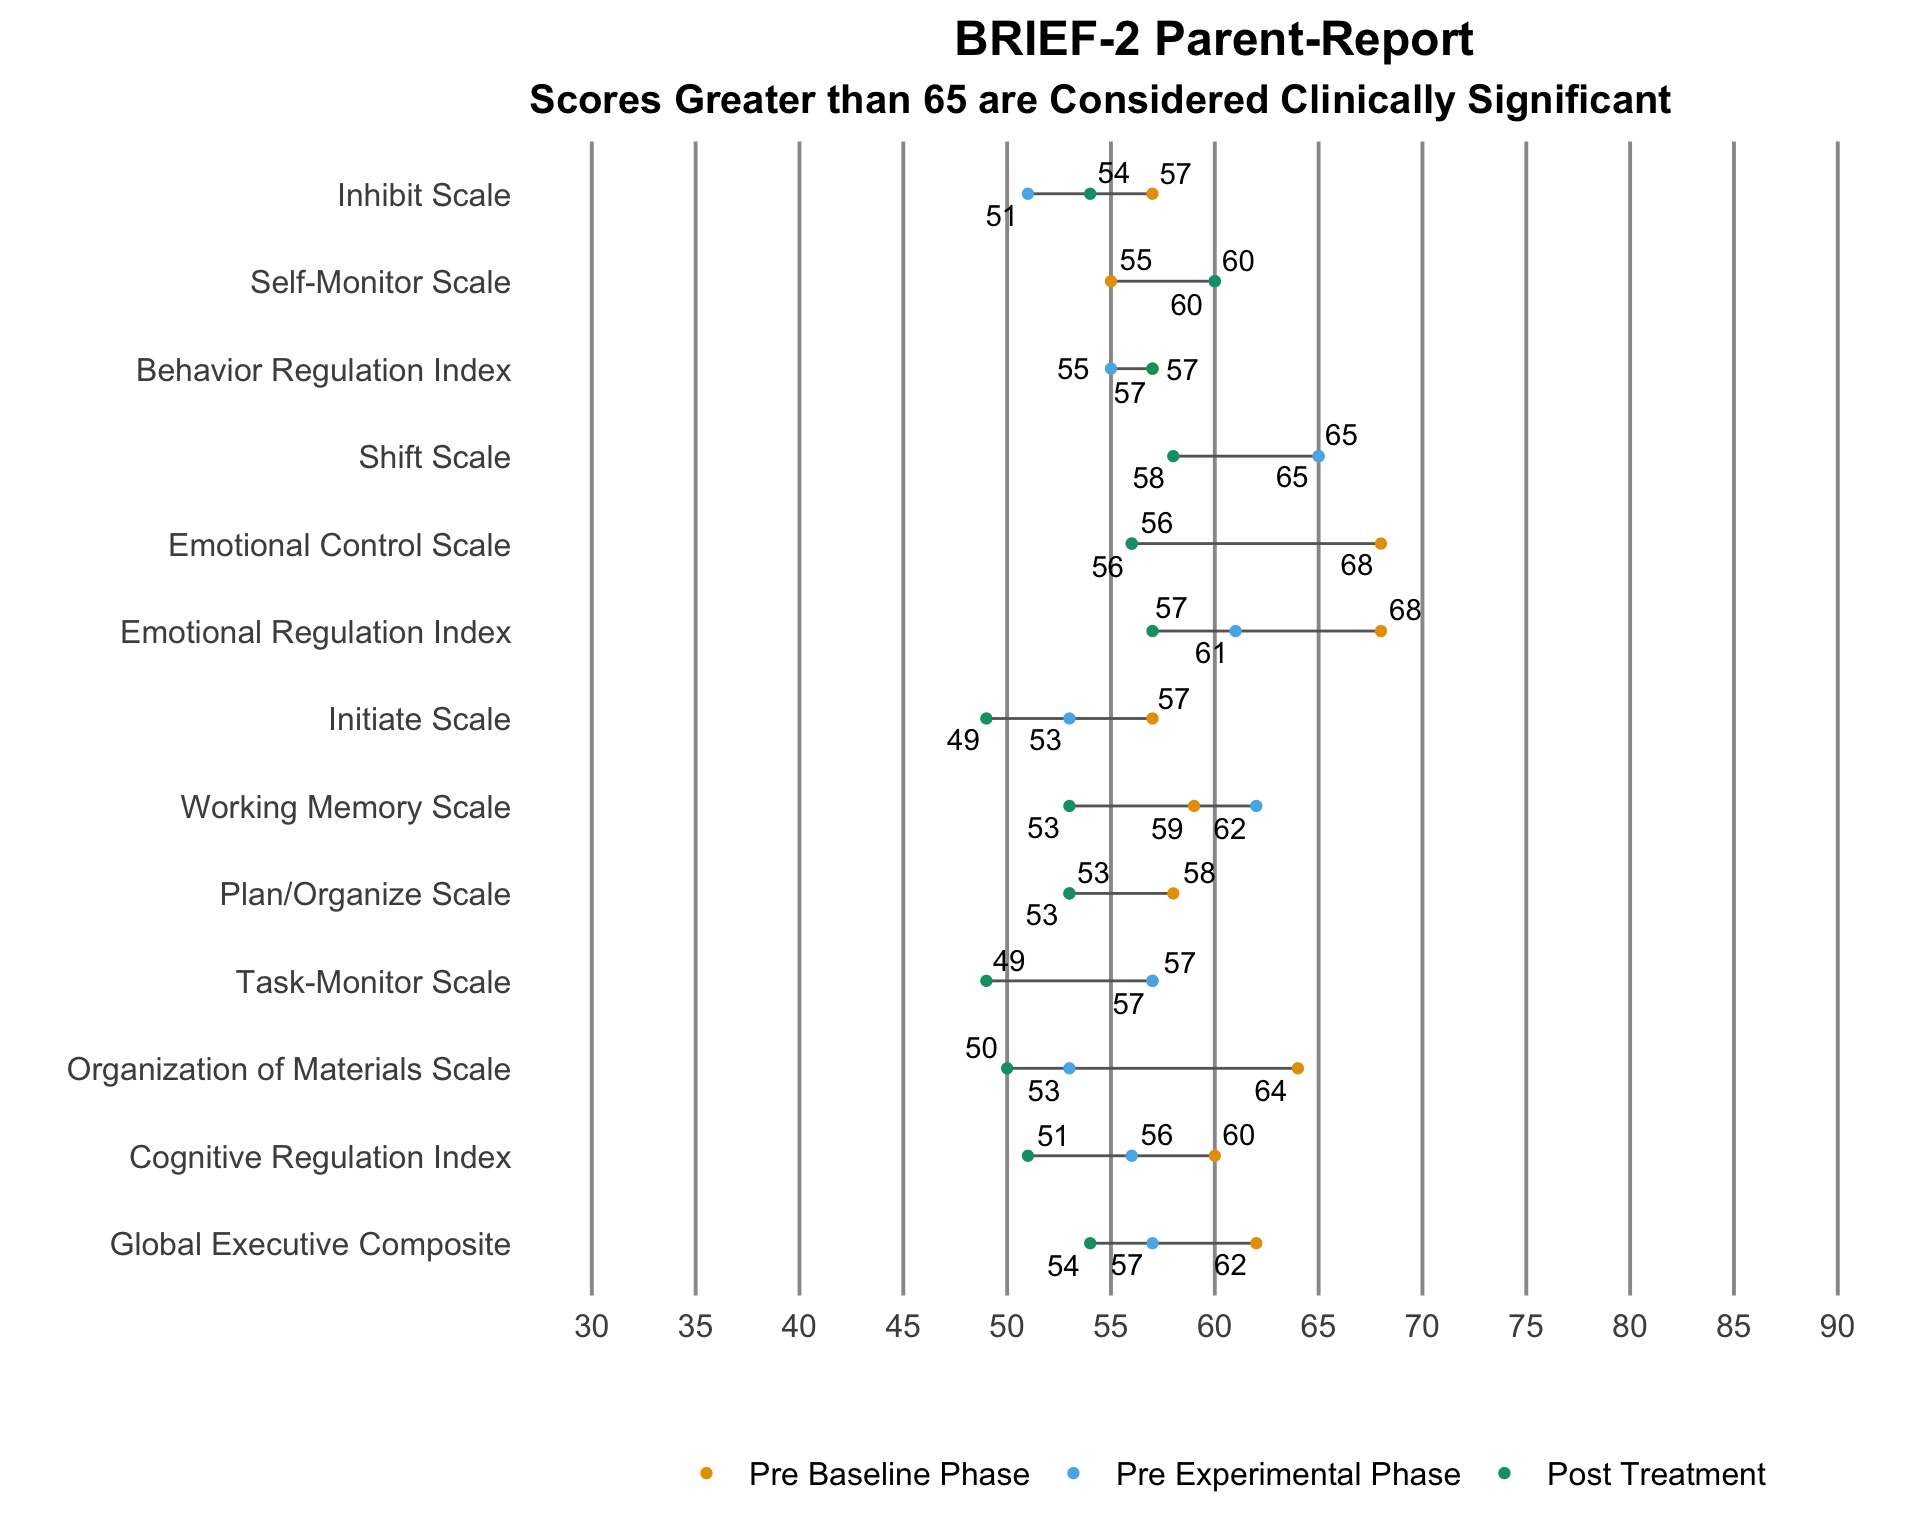 BRIEF-2 Parent-Report
Scores Greater than 65 are Considered Clinically Significant
Inhibit Scale
51
54
57
Self-Monitor Scale
55
60
60
Behavior Regulation Index
55
57
57
Shift Scale
58
65
65
Emotional Control Scale
56
56
68
Emotional Regulation Index
57
61
68
Initiate Scale
49
53
57
Working Memory Scale
53
59
62
Plan/Organize Scale
53
53
58
Task-Monitor Scale
49
57
57
Organization of Materials Scale
50
53
64
Cognitive Regulation Index
51
56
60
Global Executive Composite
54
57
62
30 35 40 45 50 55 60 65 70 75 80 85 90
Pre Baseline Phase Pre Experimental Phase Post Treatment